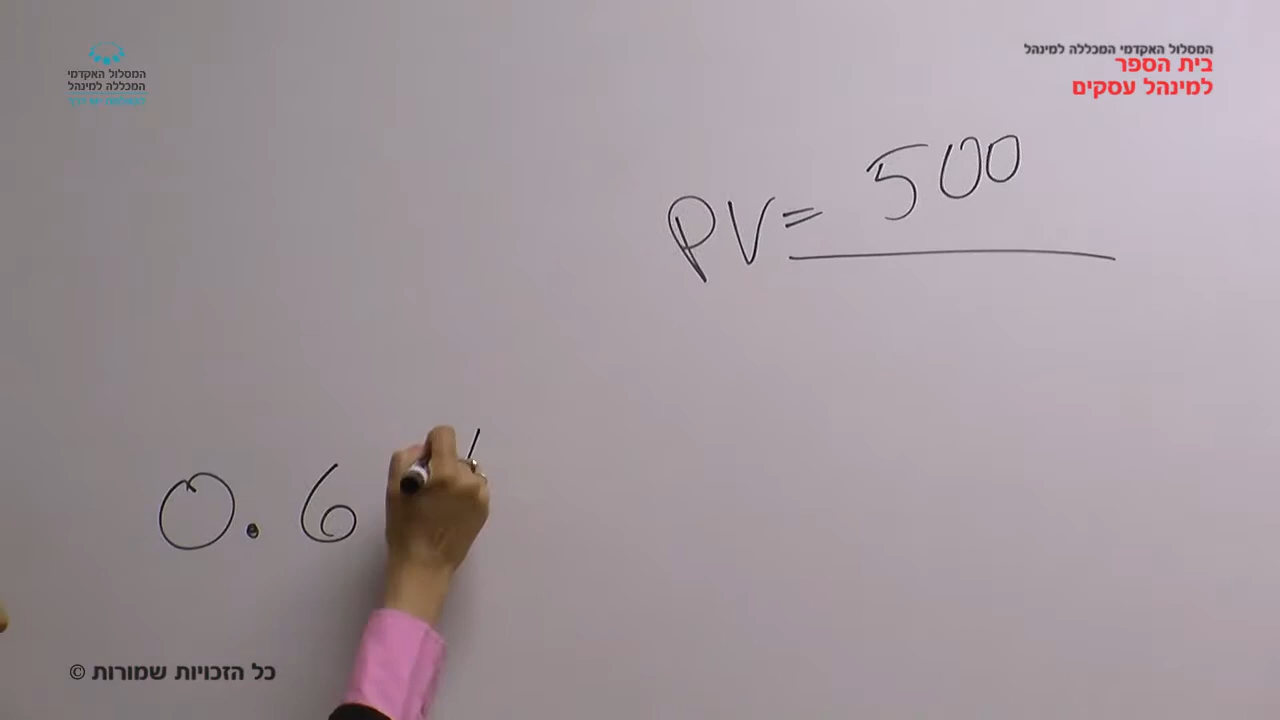 המסלול האקדמי
המכללה למינהל
המסלול האקדמי המכללה למינהל
בית הספר
למינהל עסקים
PV = 500
0.6
כל הזכויות שמורות ©